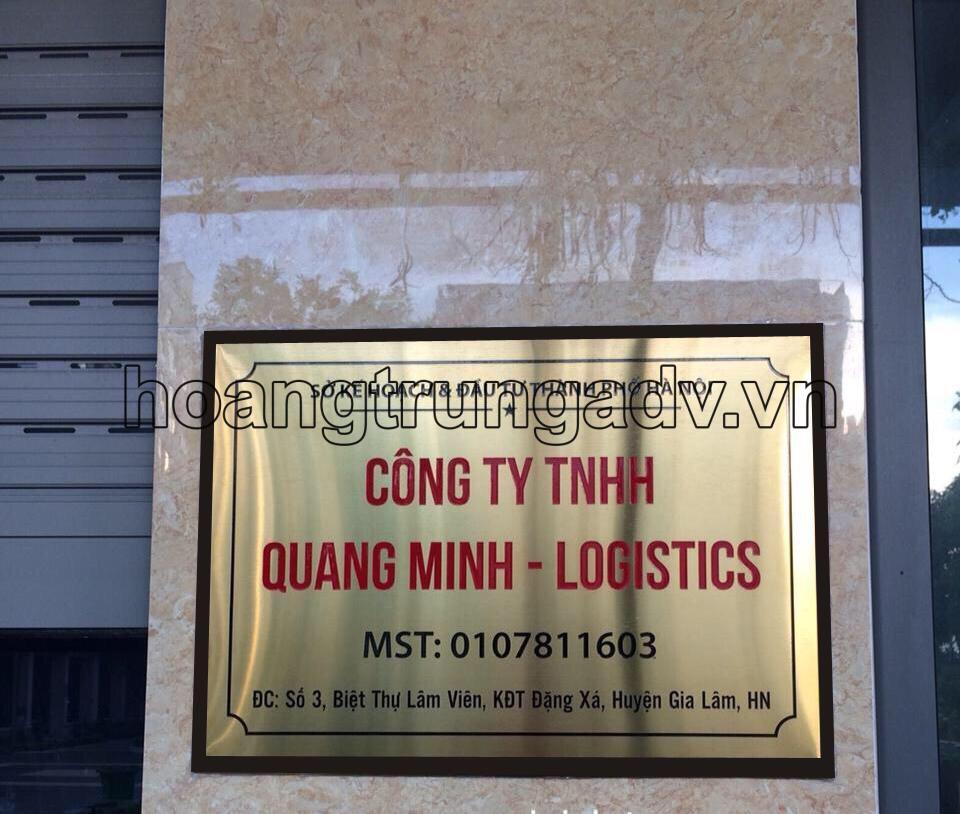 SỞ KẾ HOẠCH & ĐẦU TƯ THÀNH PHỐ HÀ NỘI
hoangtrungadv.vn
CÔNG TY TNHH
QUANG MINH - LOGISTICS
MST: 0107811603
ĐC: Số 3, Biệt Thự Lâm Viên, KĐT Đặng Xá, Huyện Gia Lâm, HN